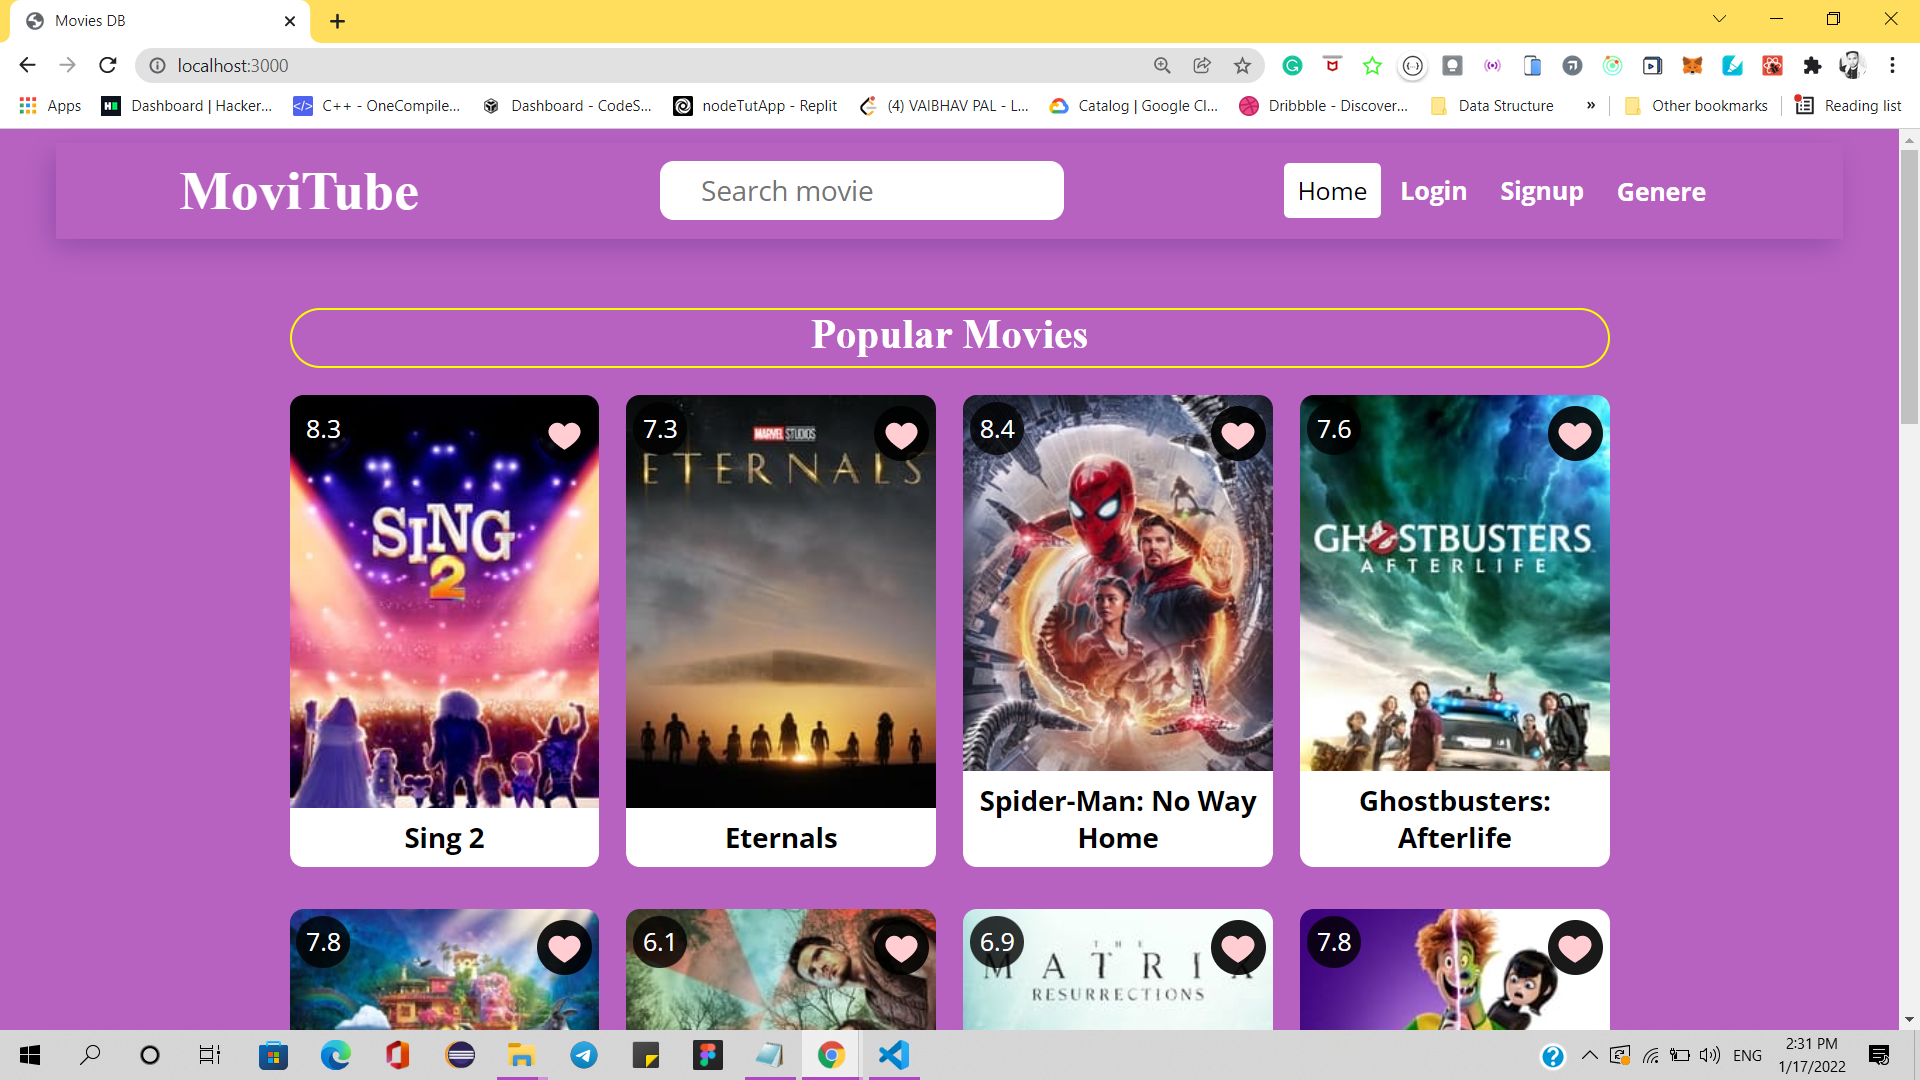 Movies DB
localhost:3000
Apps
Dashboard | Hacker...
C++ - OneCompile...
Dashboard - CodeS...
nodeTutApp - Replit
(4) VAIBHAV PAL - L...
Catalog | Google Cl...
Dribbble - Discover...
Data Structure
»
Other bookmarks
Reading list
MoviTube
Search movie
Home
Login
Signup
Genere
Popular Movies
8.3
SING
2
Sing 2
7.3
MARVEL STUDIOS
ETERNALS
Eternals
8.4
Spider-Man: No Way
Home
7.6
GHOSTBUSTERS
AFTERLIFE
Ghostbusters:
Afterlife
7.8
6.1
6.9
THE
MATRIX
RESURRECTIONS
7.8
ENG
2:31 PM
1/17/2022